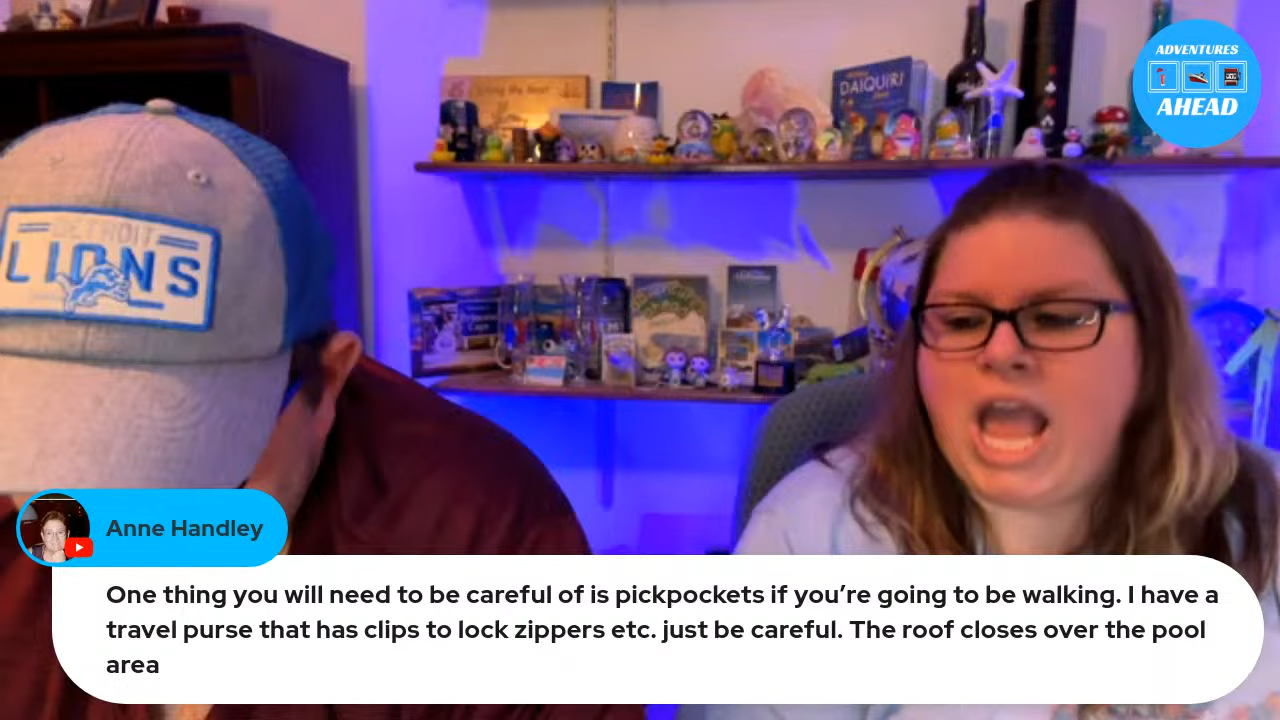 ADVENTURES
AHEAD
DAIQUIRI
DETROIT
LIONS
Anne Handley
One thing you will need to be careful of is pickpockets if you’re going to be walking. I have a
travel purse that has clips to lock zippers etc. just be careful. The roof closes over the pool
area